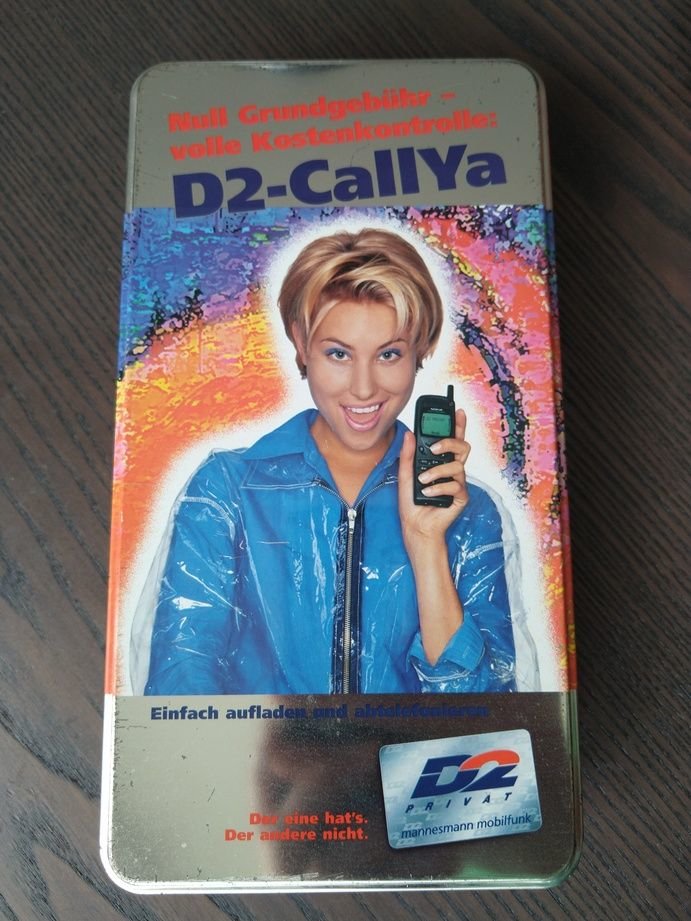 Null Grundgebühr –
volle Kostenkontrolle:
D2-CallYa
NOKIA
Einfach aufladen und abtelefonieren
D2
PRIVAT
mannesmann mobilfunk
Der eine hat's.
Der andere nicht.